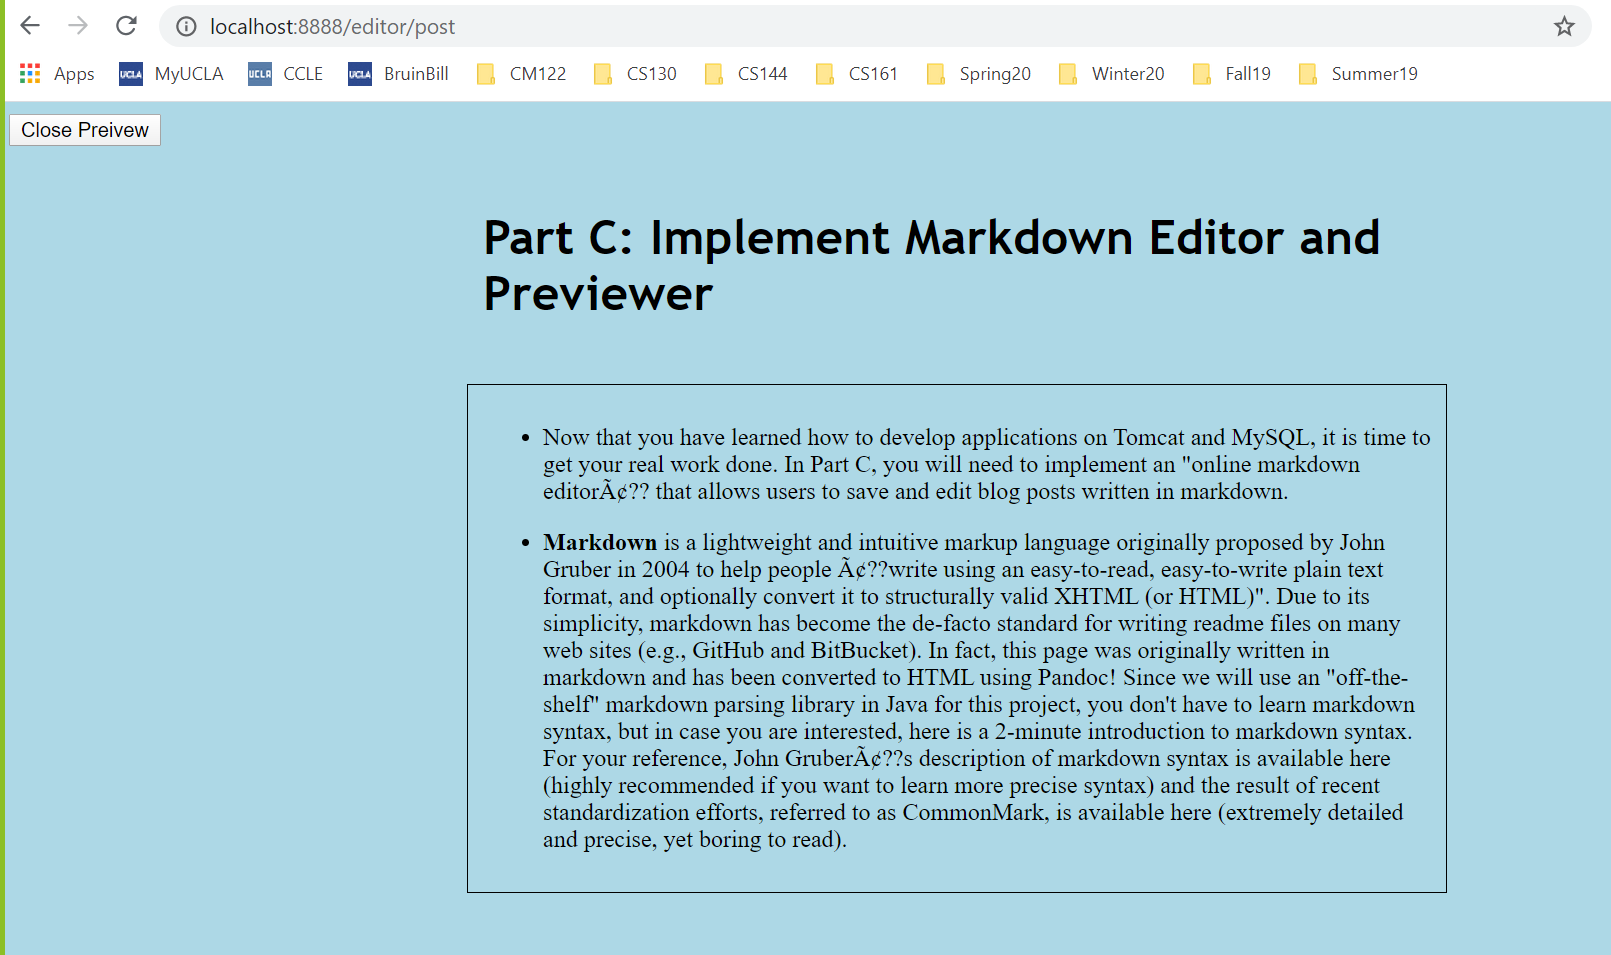 localhost:8888/editor/post
Apps MyUCLA CCLE BruinBill CM122 CS130 CS144 CS161 Spring20 Winter20 Fall19 Summer19
Close Preivew
Part C: Implement Markdown Editor and
Previewer
• Now that you have learned how to develop applications on Tomcat and MySQL, it is time to
get your real work done. In Part C, you will need to implement an "online markdown
editorÃ¢?? that allows users to save and edit blog posts written in markdown.
• Markdown is a lightweight and intuitive markup language originally proposed by John
Gruber in 2004 to help people Ã¢??write using an easy-to-read, easy-to-write plain text
format, and optionally convert it to structurally valid XHTML (or HTML)". Due to its
simplicity, markdown has become the de-facto standard for writing readme files on many
web sites (e.g., GitHub and BitBucket). In fact, this page was originally written in
markdown and has been converted to HTML using Pandoc! Since we will use an "off-the-
shelf" markdown parsing library in Java for this project, you don't have to learn markdown
syntax, but in case you are interested, here is a 2-minute introduction to markdown syntax.
For your reference, John GruberÃ¢??s description of markdown syntax is available here
(highly recommended if you want to learn more precise syntax) and the result of recent
standardization efforts, referred to as CommonMark, is available here (extremely detailed
and precise, yet boring to read).